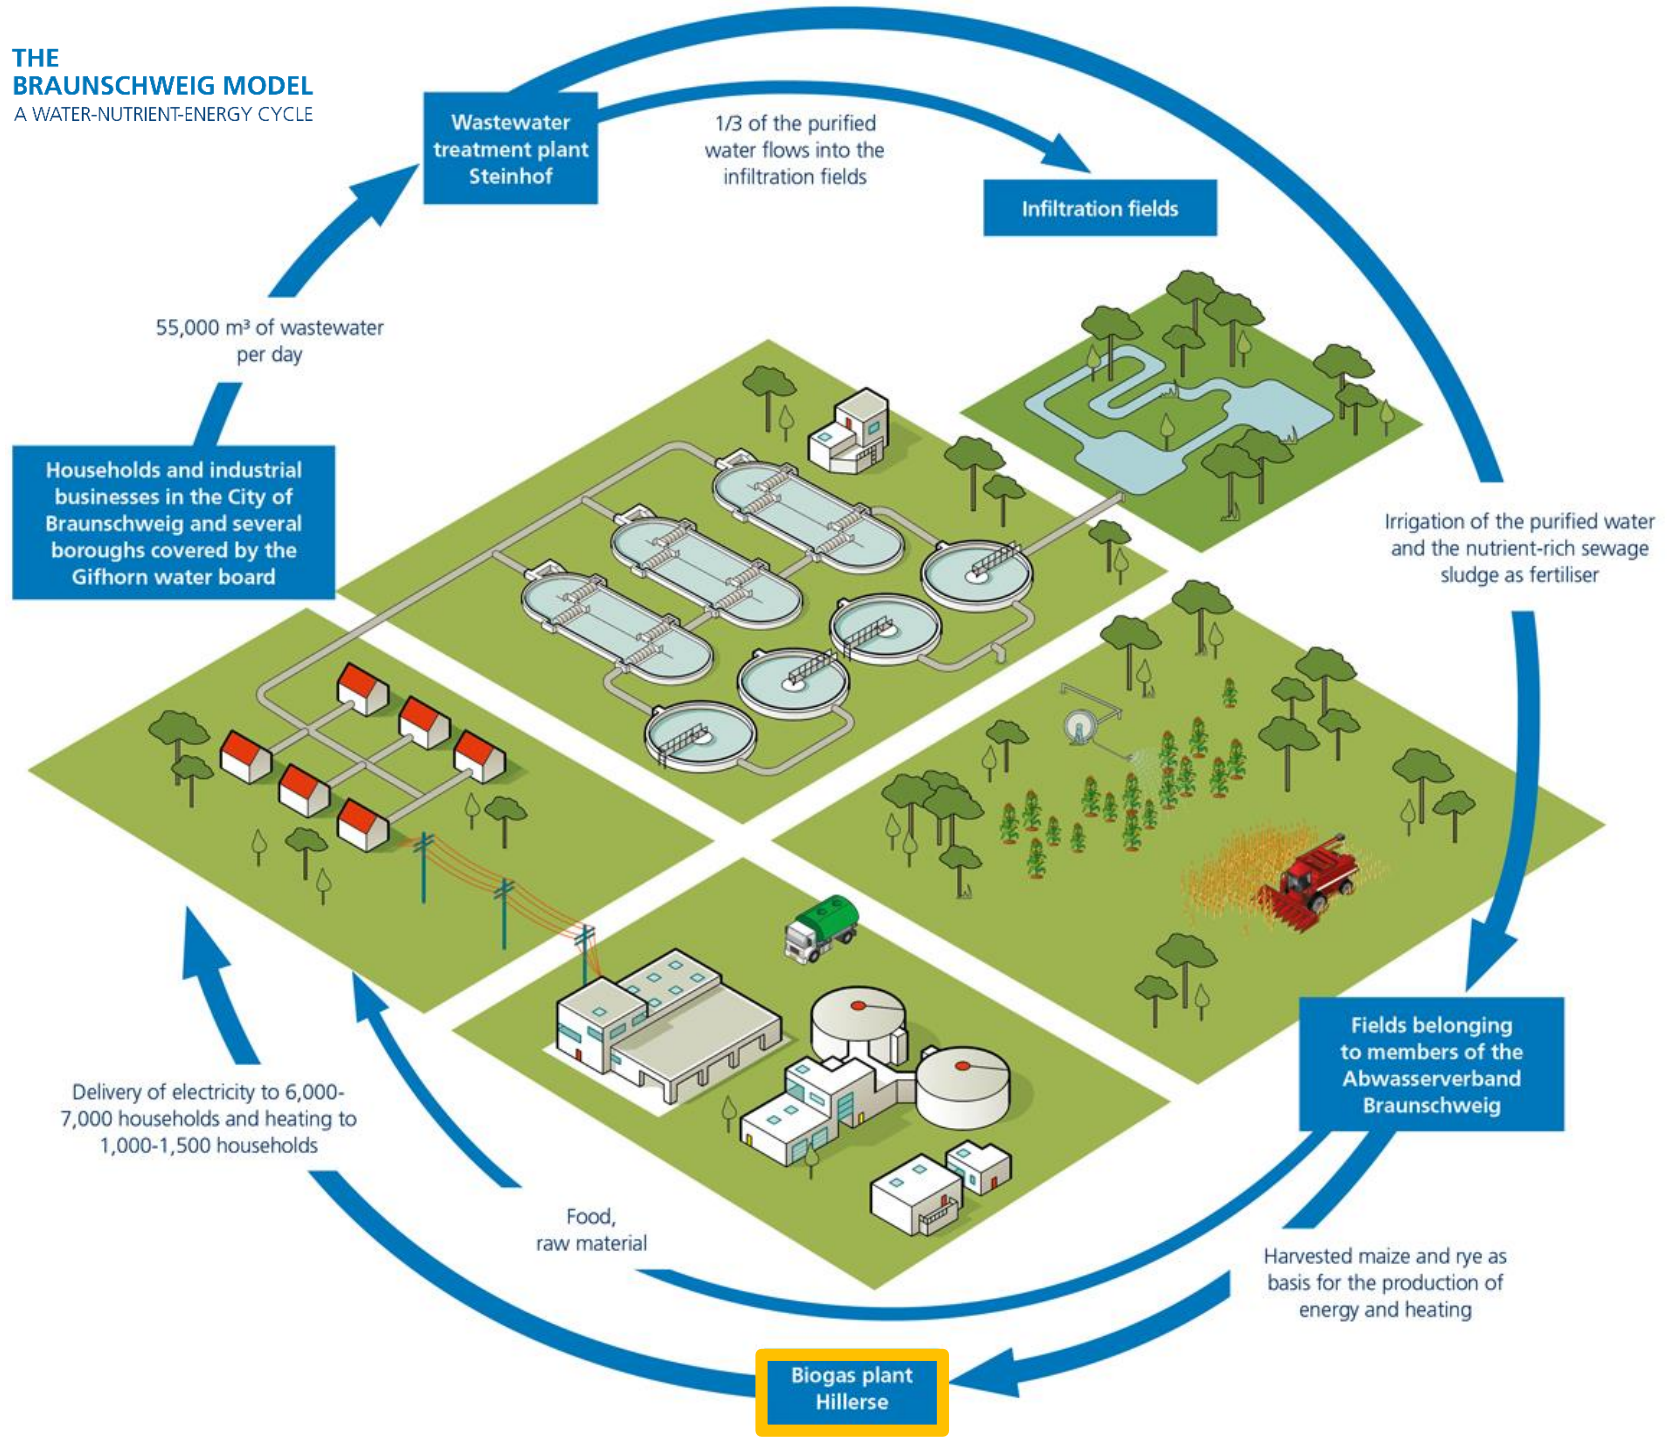 THE
BRAUNSCHWEIG MODEL
A WATER-NUTRIENT-ENERGY CYCLE
Wastewater
treatment plant
Steinhof
1/3 of the purified
water flows into the
infiltration fields
Infiltration fields
55,000 m³ of wastewater
per day
Households and industrial
businesses in the City of
Braunschweig and several
boroughs covered by the
Gifhorn water board
Irrigation of the purified water
and the nutrient-rich sewage
sludge as fertiliser
Fields belonging
to members of the
Abwasserverband
Braunschweig
Delivery of electricity to 6,000-
7,000 households and heating to
1,000-1,500 households
Food,
raw material
Harvested maize and rye as
basis for the production of
energy and heating
Biogas plant
Hillerse